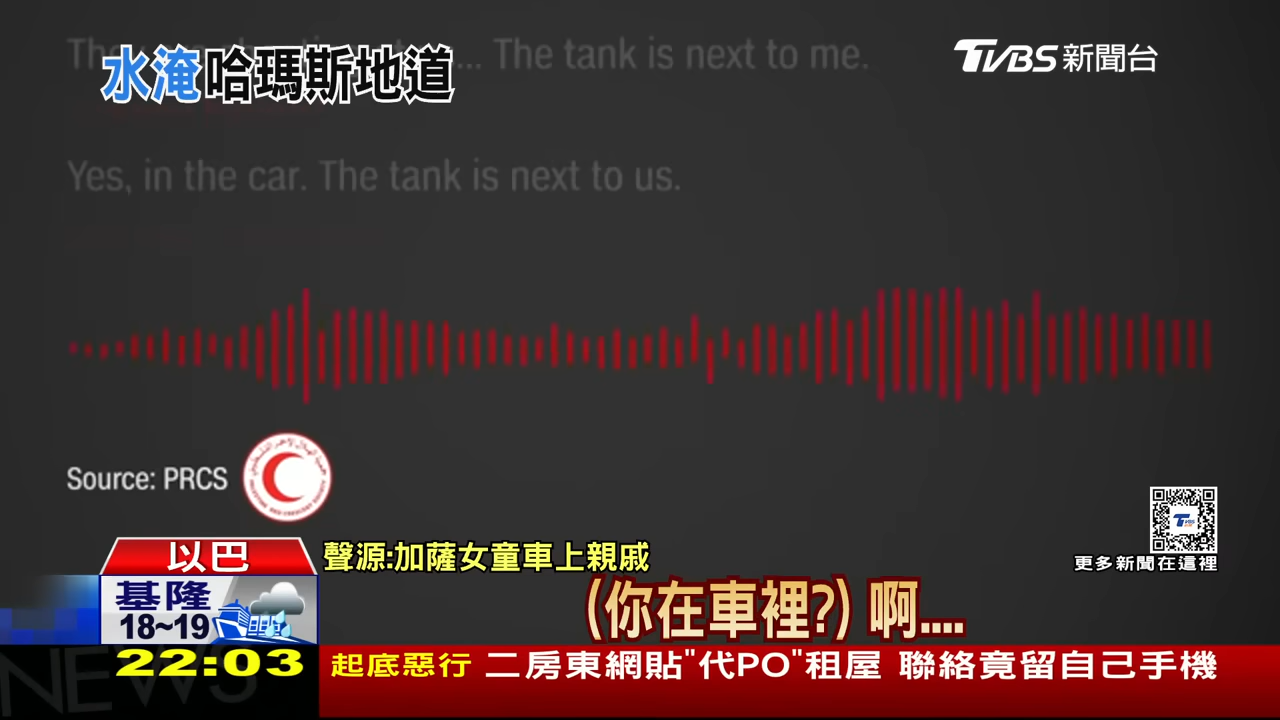 ... The tank is next to me.
水淹哈瑪斯地道
TVBS新聞台
Yes, in the car. The tank is next to us.
Source: PRCS
更多新聞在這裡
以巴
聲源:加薩女童車上親戚
(你在車裡?) 啊....
基隆
18~19
22:03
起底惡行 二房東網貼"代PO"租屋 聯絡竟留自己手機
NEWS